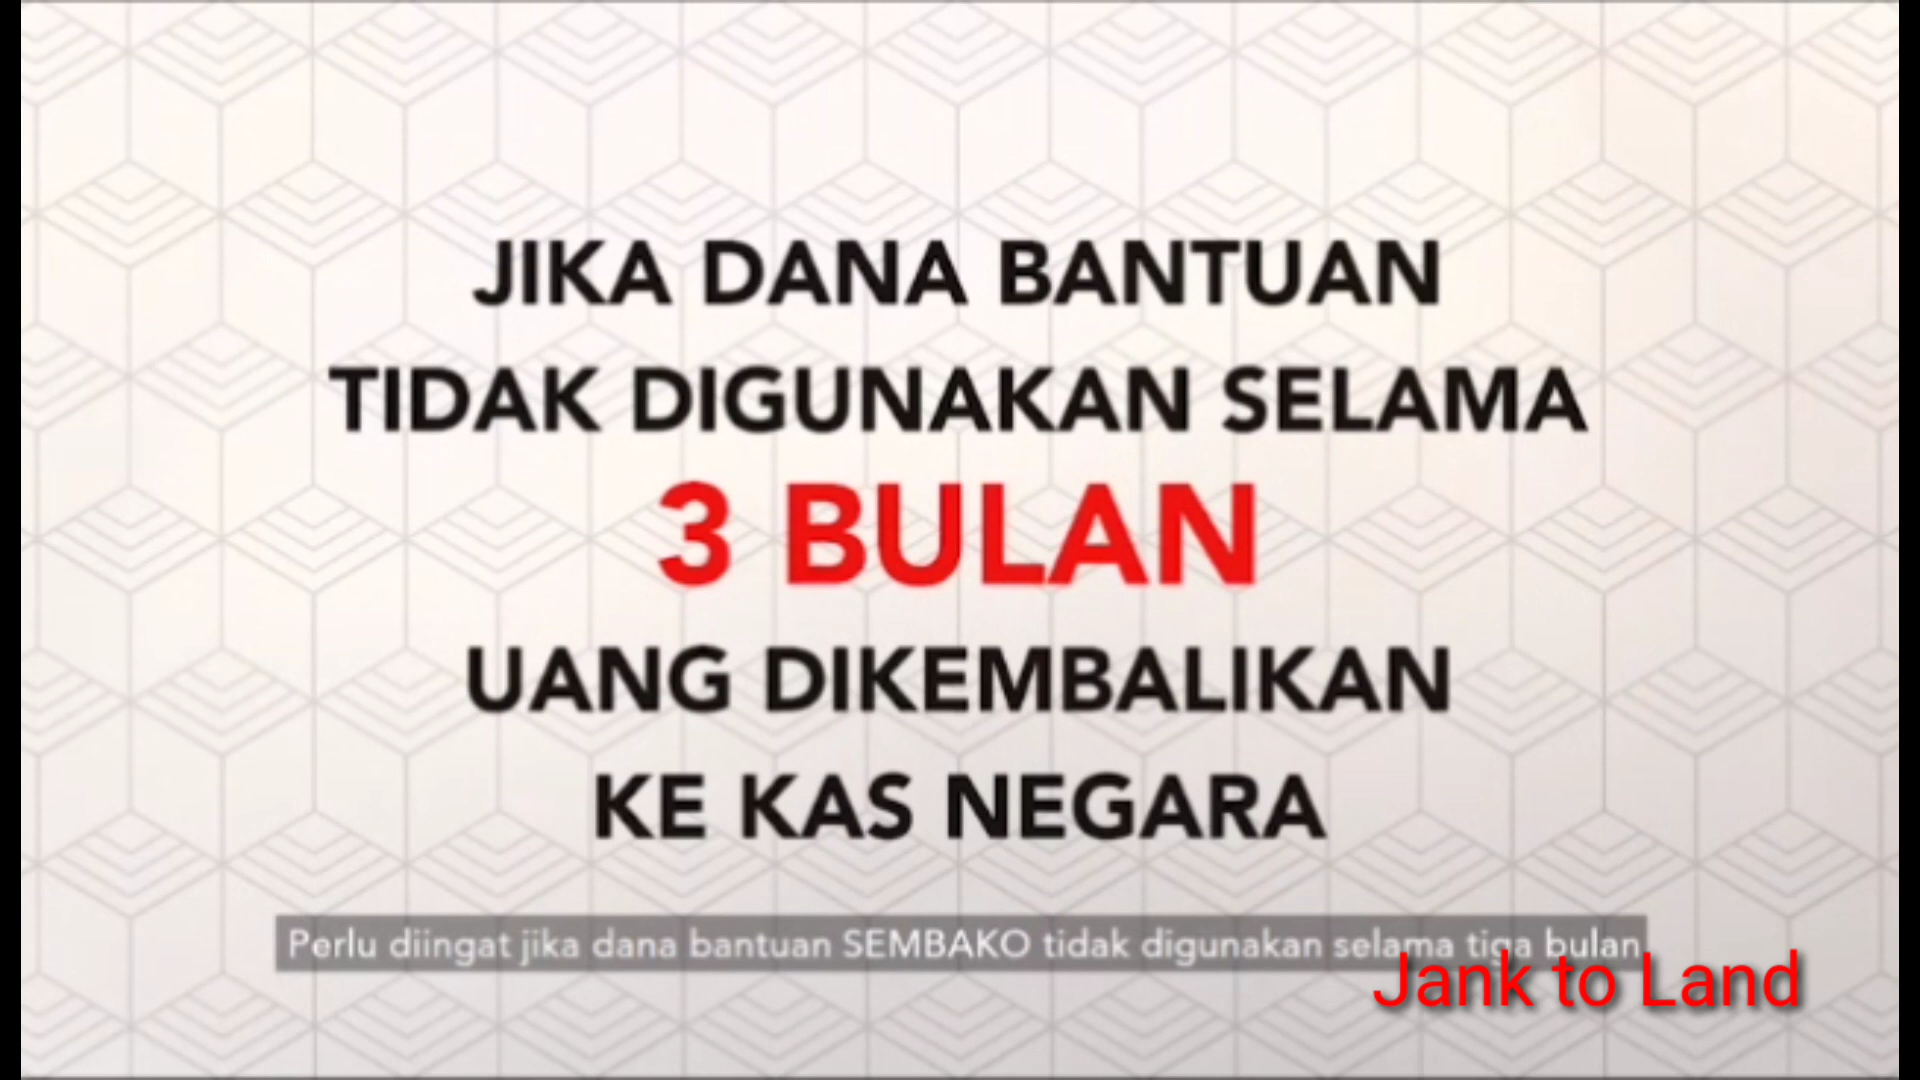 JIKA DANA BANTUAN
TIDAK DIGUNAKAN SELAMA
3 BULAN
UANG DIKEMBALIKAN
KE KAS NEGARA
Perlu diingat jika dana bantuan SEMBAKO tidak digunakan selama tiga bulan
Jank to Land